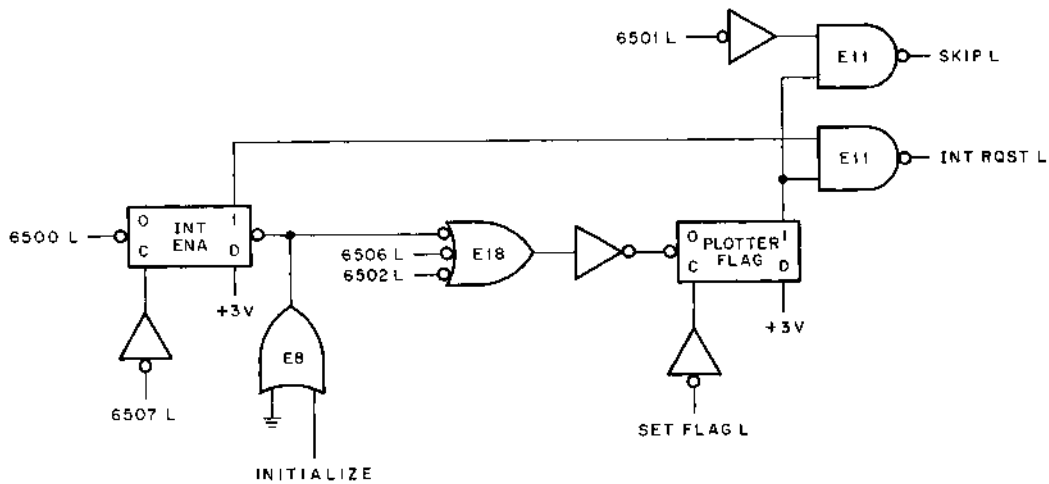 6501 L
E11
SKIP L
E11
INT RQST L
6500 L
0
1
INT
ENA
C
D
+3V
6507 L
E8
INITIALIZE
6506 L
6502 L
E18
0
1
PLOTTER
FLAG
C
D
+3V
SET FLAG L